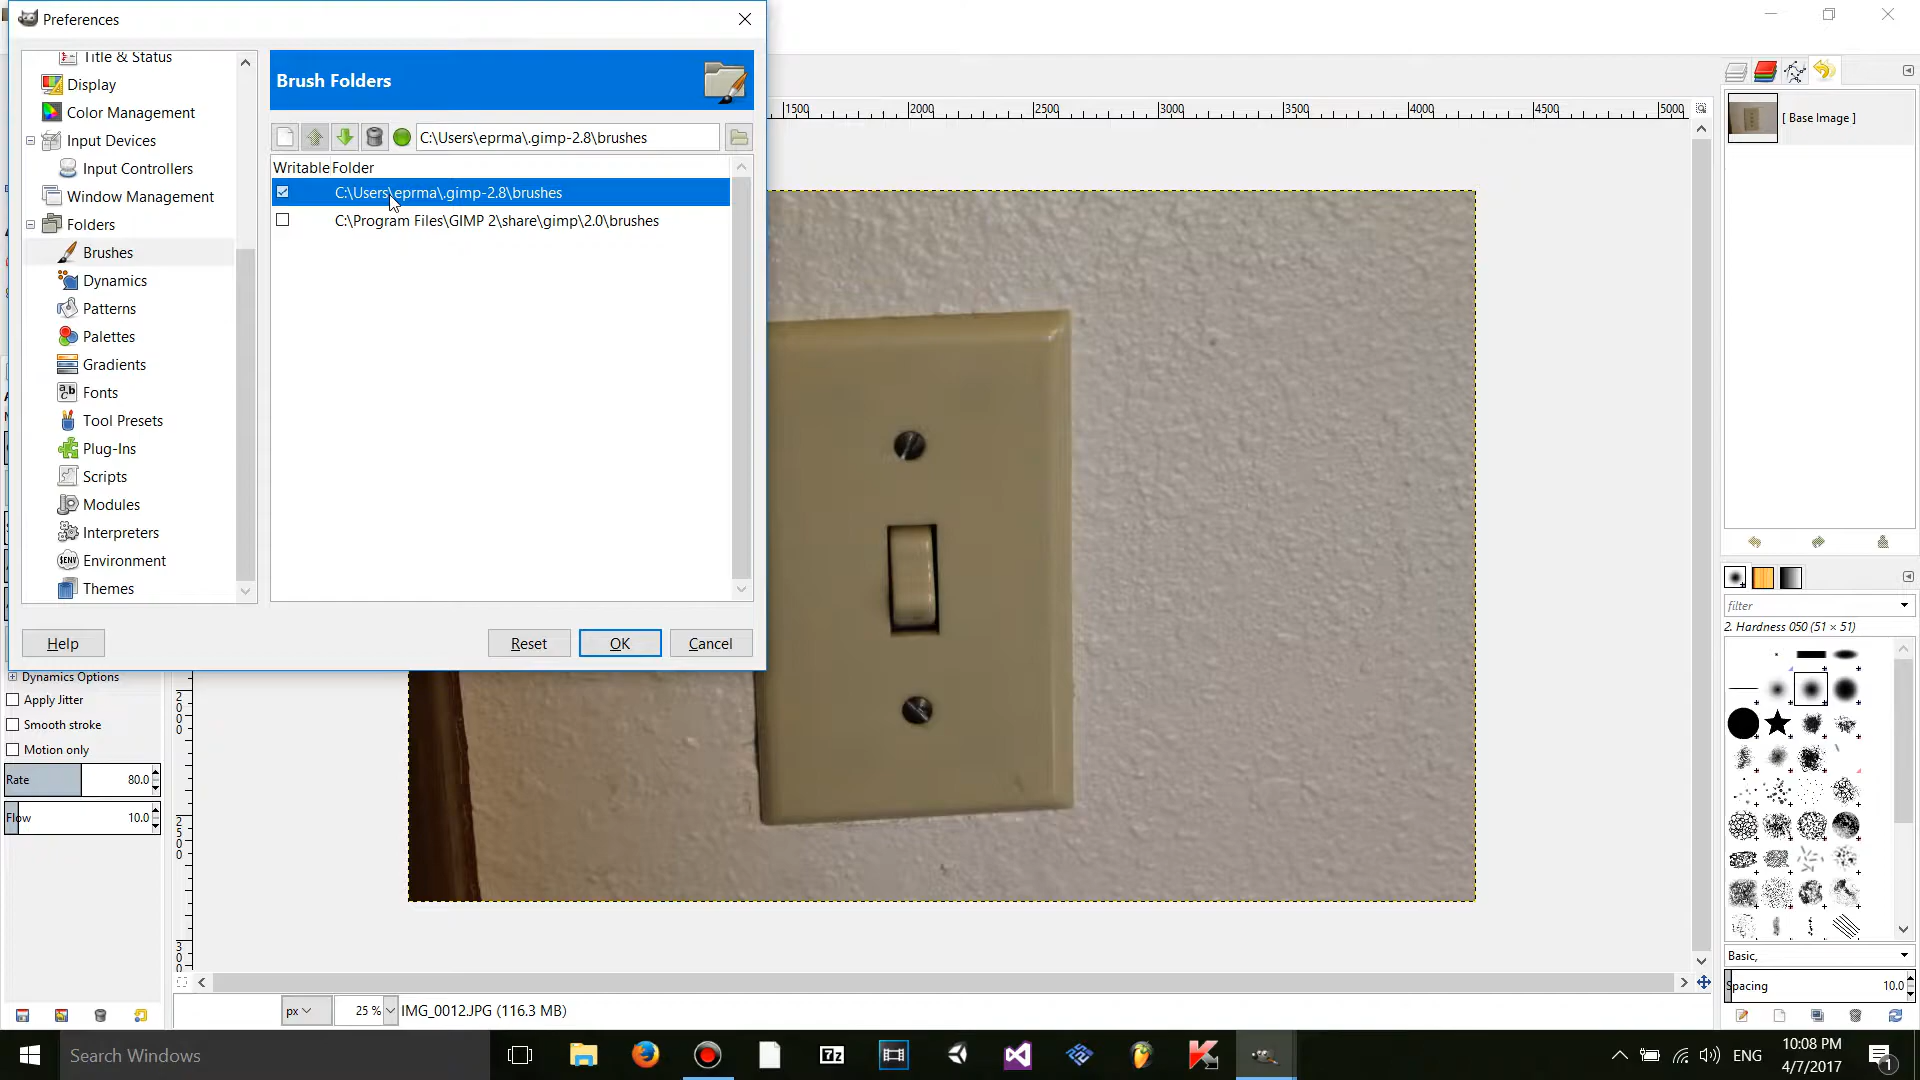 Preferences
Title & Status
Display
Color Management
Input Devices
Input Controllers
Window Management
Folders
Brushes
Dynamics
Patterns
Palettes
Gradients
Fonts
Tool Presets
Plug-Ins
Scripts
Modules
Interpreters
Environment
Themes
Brush Folders
C:\Users\eprma\.gimp-2.8\brushes
Writable Folder
C:\Users\eprma\.gimp-2.8\brushes
C:\Program Files\GIMP 2\share\gimp\2.0\brushes
Help
Reset
OK
Cancel
1500
2000
2500
3000
3500
4000
4500
5000
[ Base Image ]
filter
2. Hardness 050 (51 × 51)
Basic,
Spacing 10.0
Dynamics Options
Apply Jitter
Smooth stroke
Motion only
Rate 80.0
Flow 10.0
px
25 %
IMG_0012.JPG (116.3 MB)
Search Windows
ENG
10:08 PM
4/7/2017
1